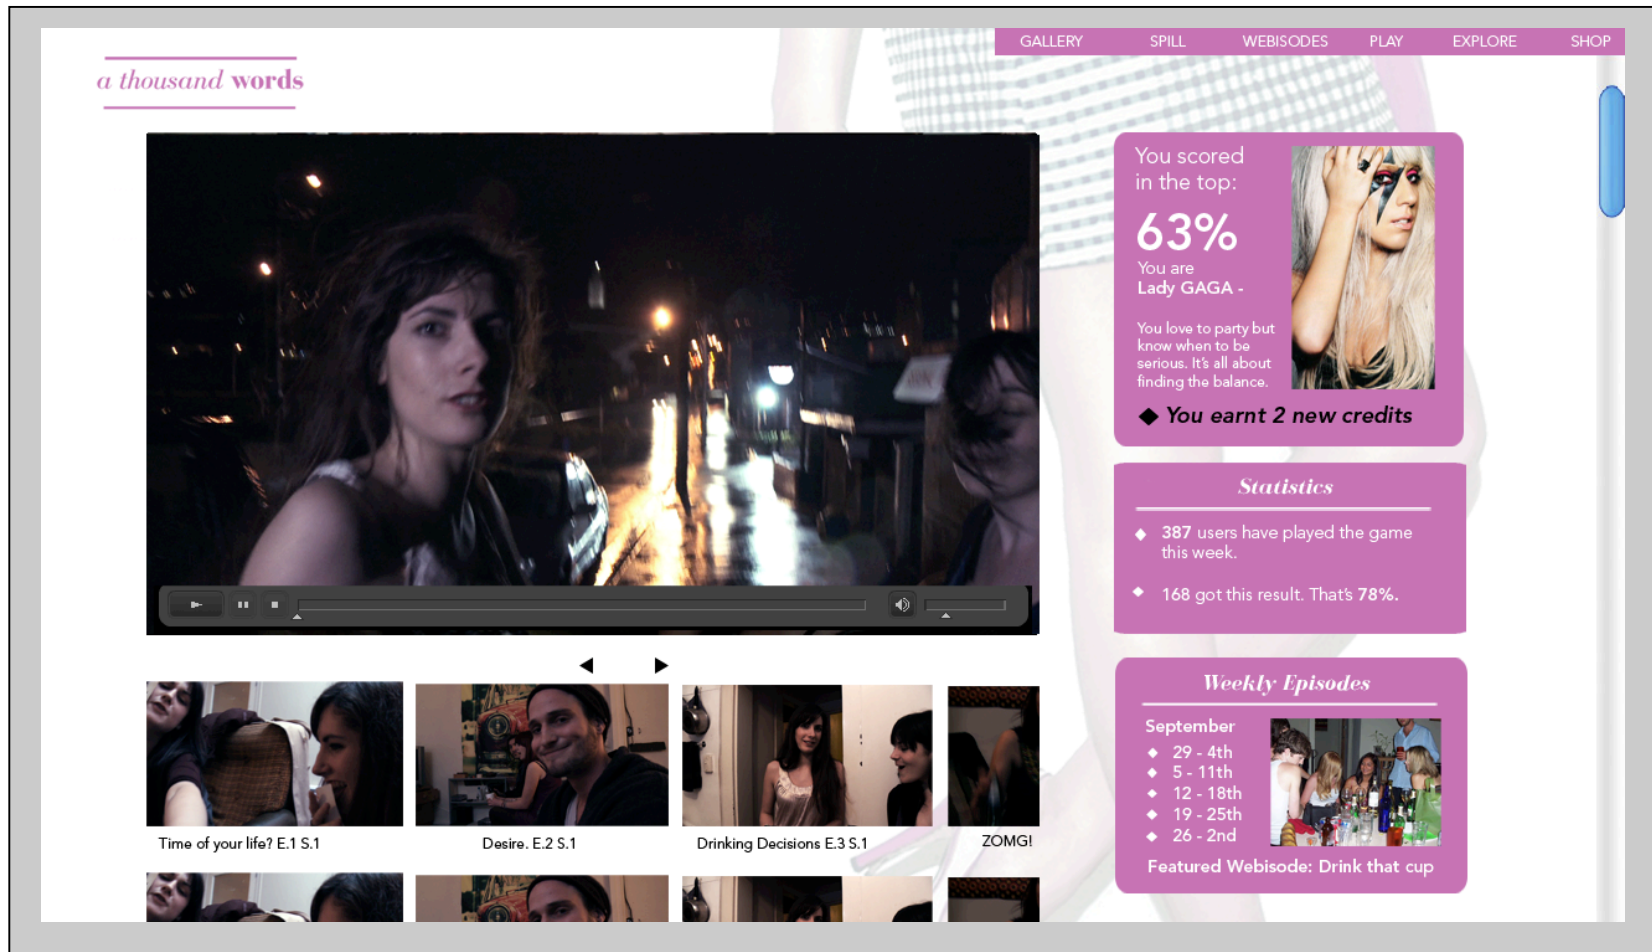 GALLERY SPILL WEBISODES PLAY EXPLORE SHOP
a thousand words
You scored
in the top:
63%
You are
Lady GAGA -
You love to party but
know when to be
serious. It's all about
finding the balance.
You earnt 2 new credits
Statistics
387 users have played the game
this week.
168 got this result. That's 78%.
Weekly Episodes
September
29 - 4th
5 - 11th
12 - 18th
19 - 25th
26 - 2nd
Featured Webisode: Drink that cup
Time of your life? E.1 S.1
Desire. E.2 S.1
Drinking Decisions E.3 S.1
ZOMG!